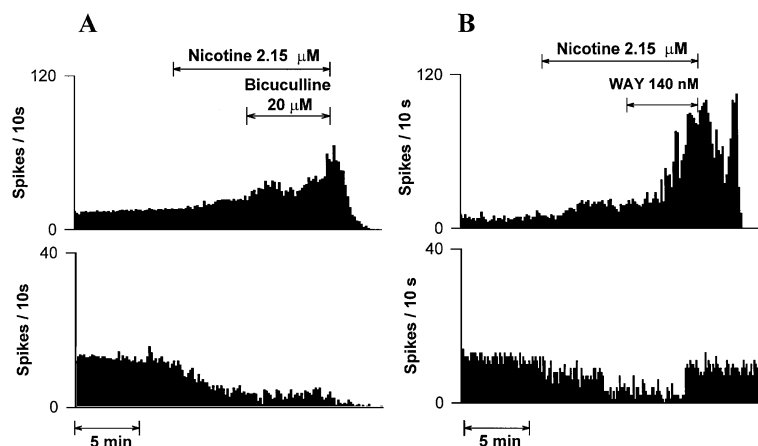 A
Nicotine 2.15 μM
Bicuculline
20 μM
120
Spikes / 10s
0
40
Spikes / 10s
0
5 min
B
Nicotine 2.15 μM
WAY 140 nM
120
Spikes / 10 s
0
40
Spikes / 10 s
0
5 min